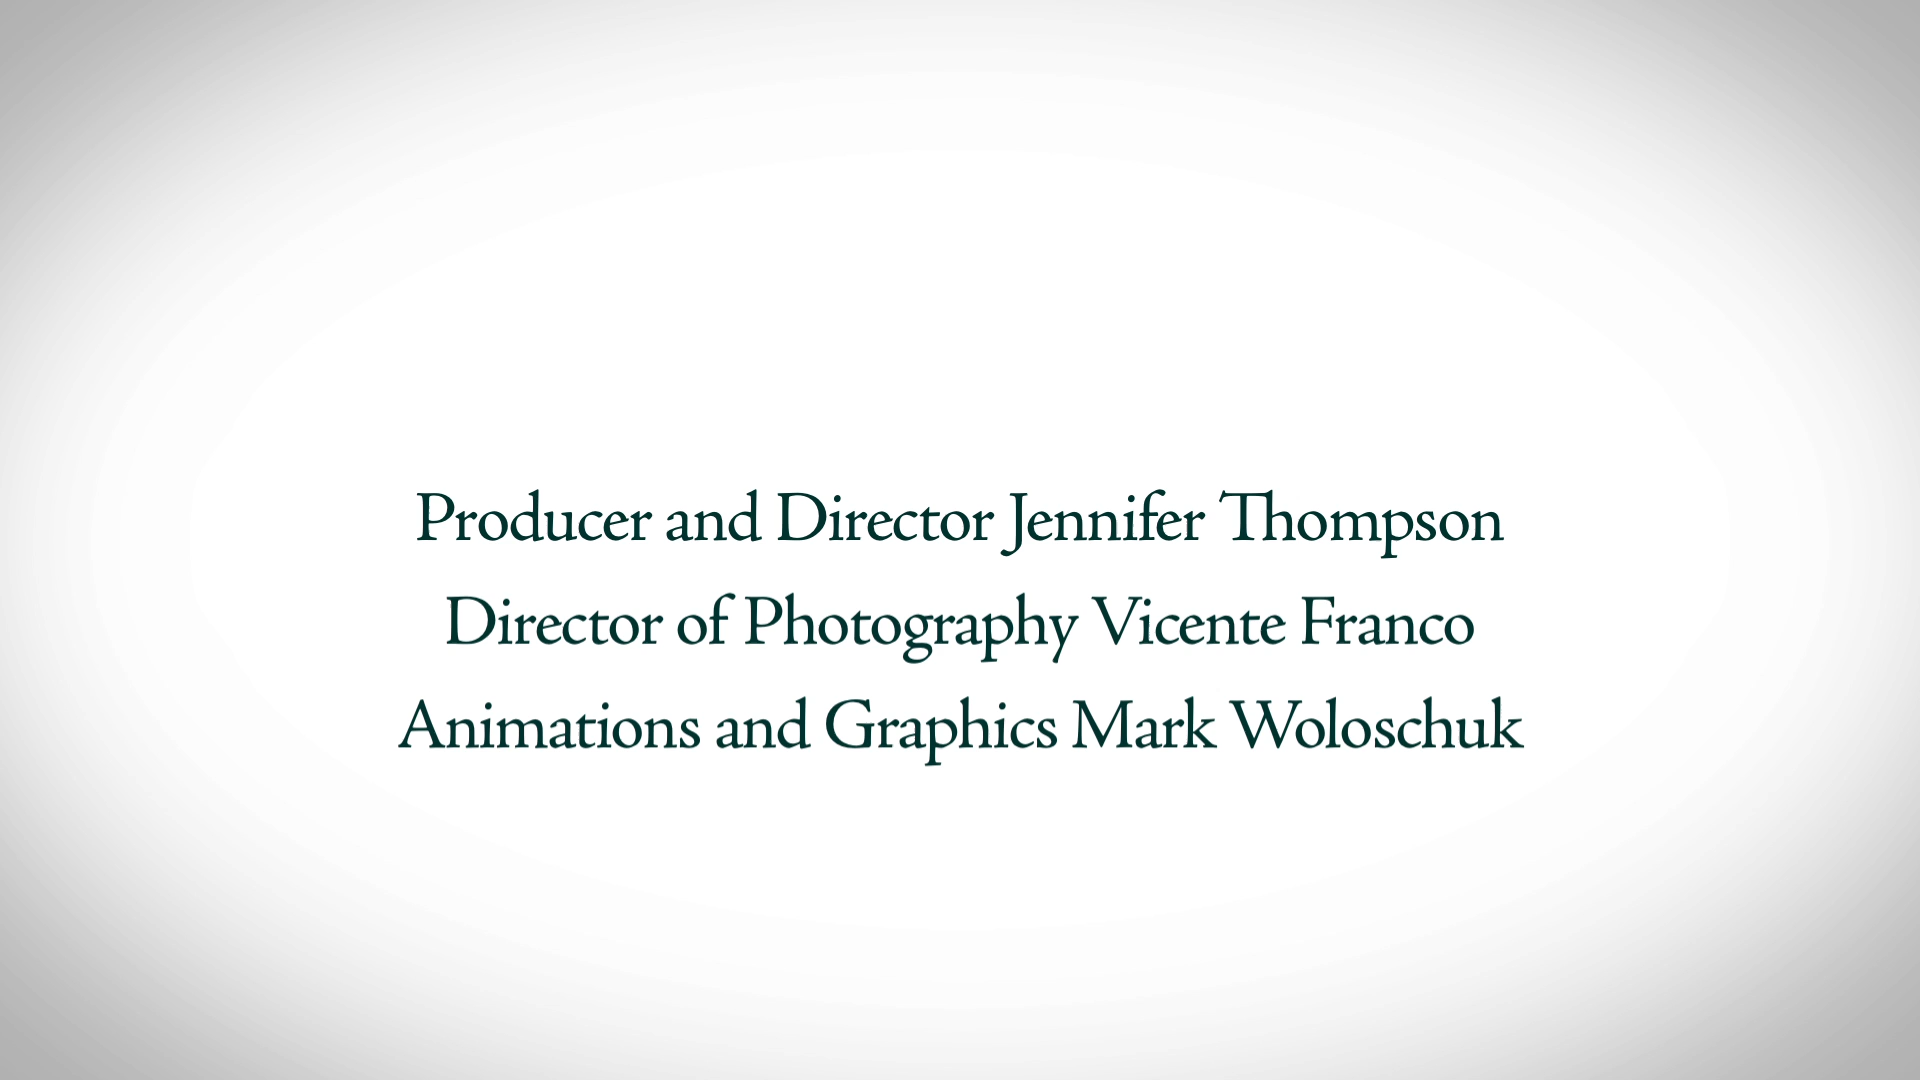 Producer and Director Jennifer Thompson
Director of Photography Vicente Franco
Animations and Graphics Mark Woloschuk